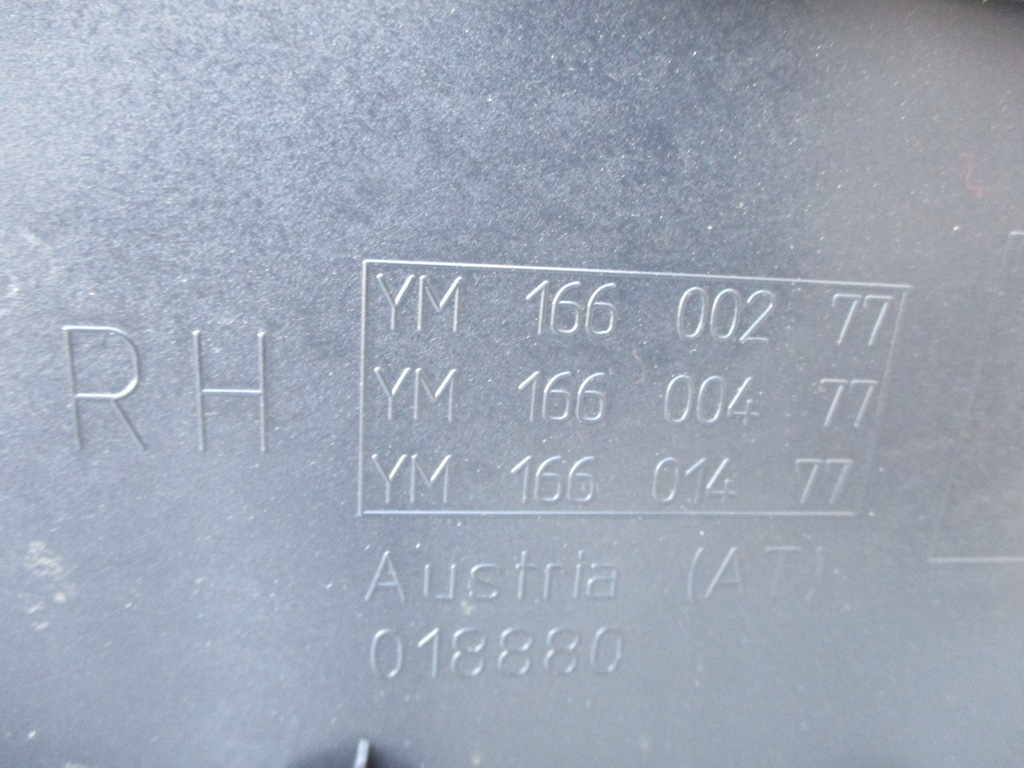 RH
YM 166 002 77
YM 166 004 77
YM 166 014 77
Austria (AT)
018880